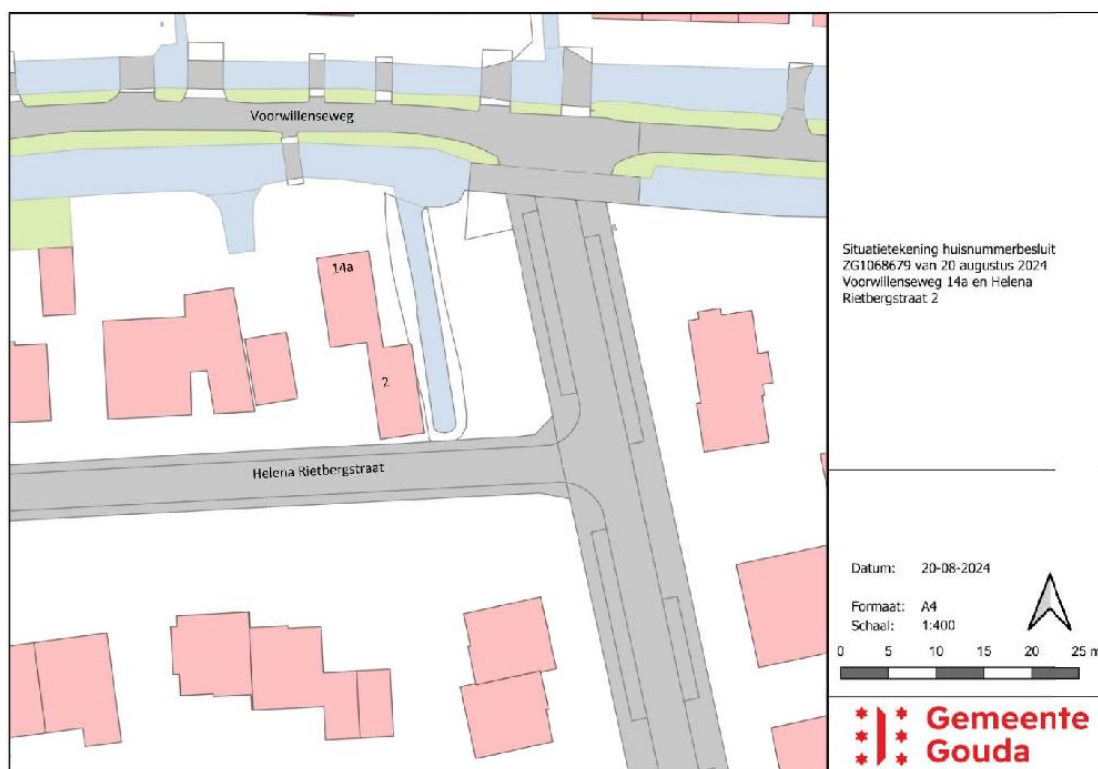 Voorwillenseweg
14a
2
Helena Rietbergstraat
Situatietekening huisnummerbesluit
ZG1068679 van 20 augustus 2024
Voorwillenseweg 14a en Helena
Rietbergstraat 2
Datum: 20-08-2024
Formaat: A4
Schaal: 1:400
0 5 10 15 20 25 m
Gemeente
Gouda